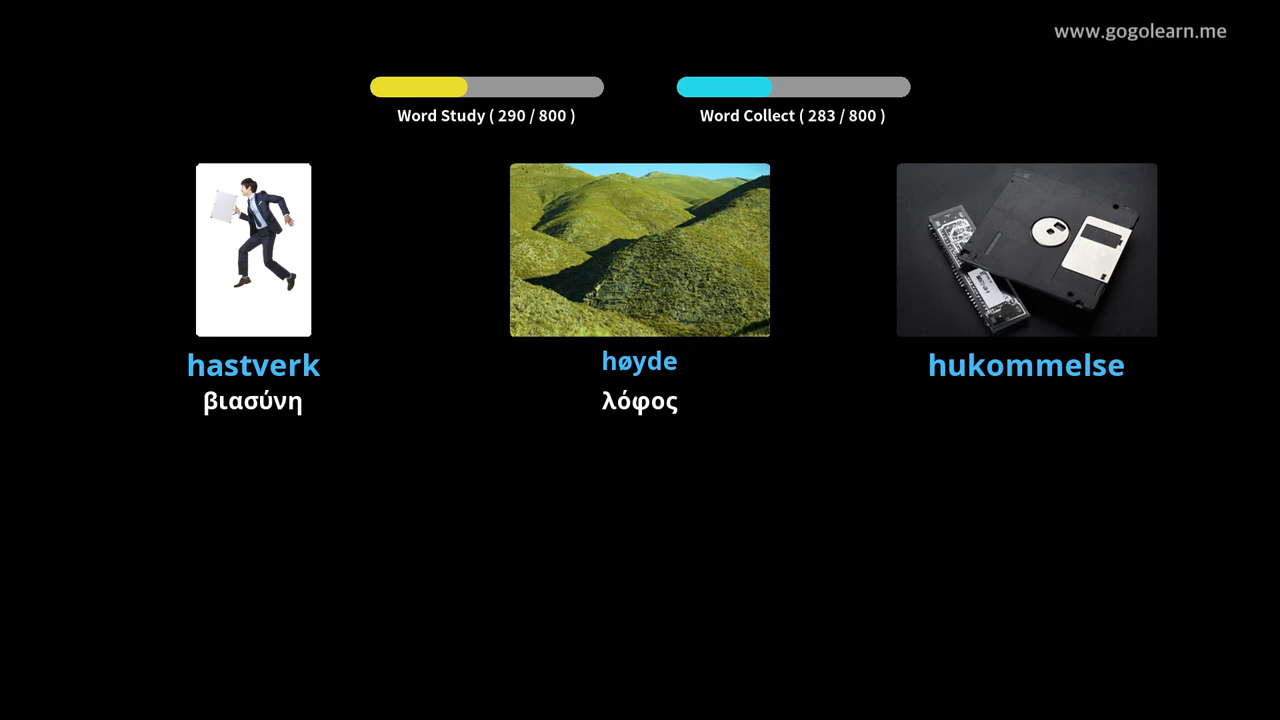 www.gogolearn.me
Word Study ( 290 / 800 )
Word Collect ( 283 / 800 )
hastverk
βιασύνη
høyde
λόφος
hukommelse